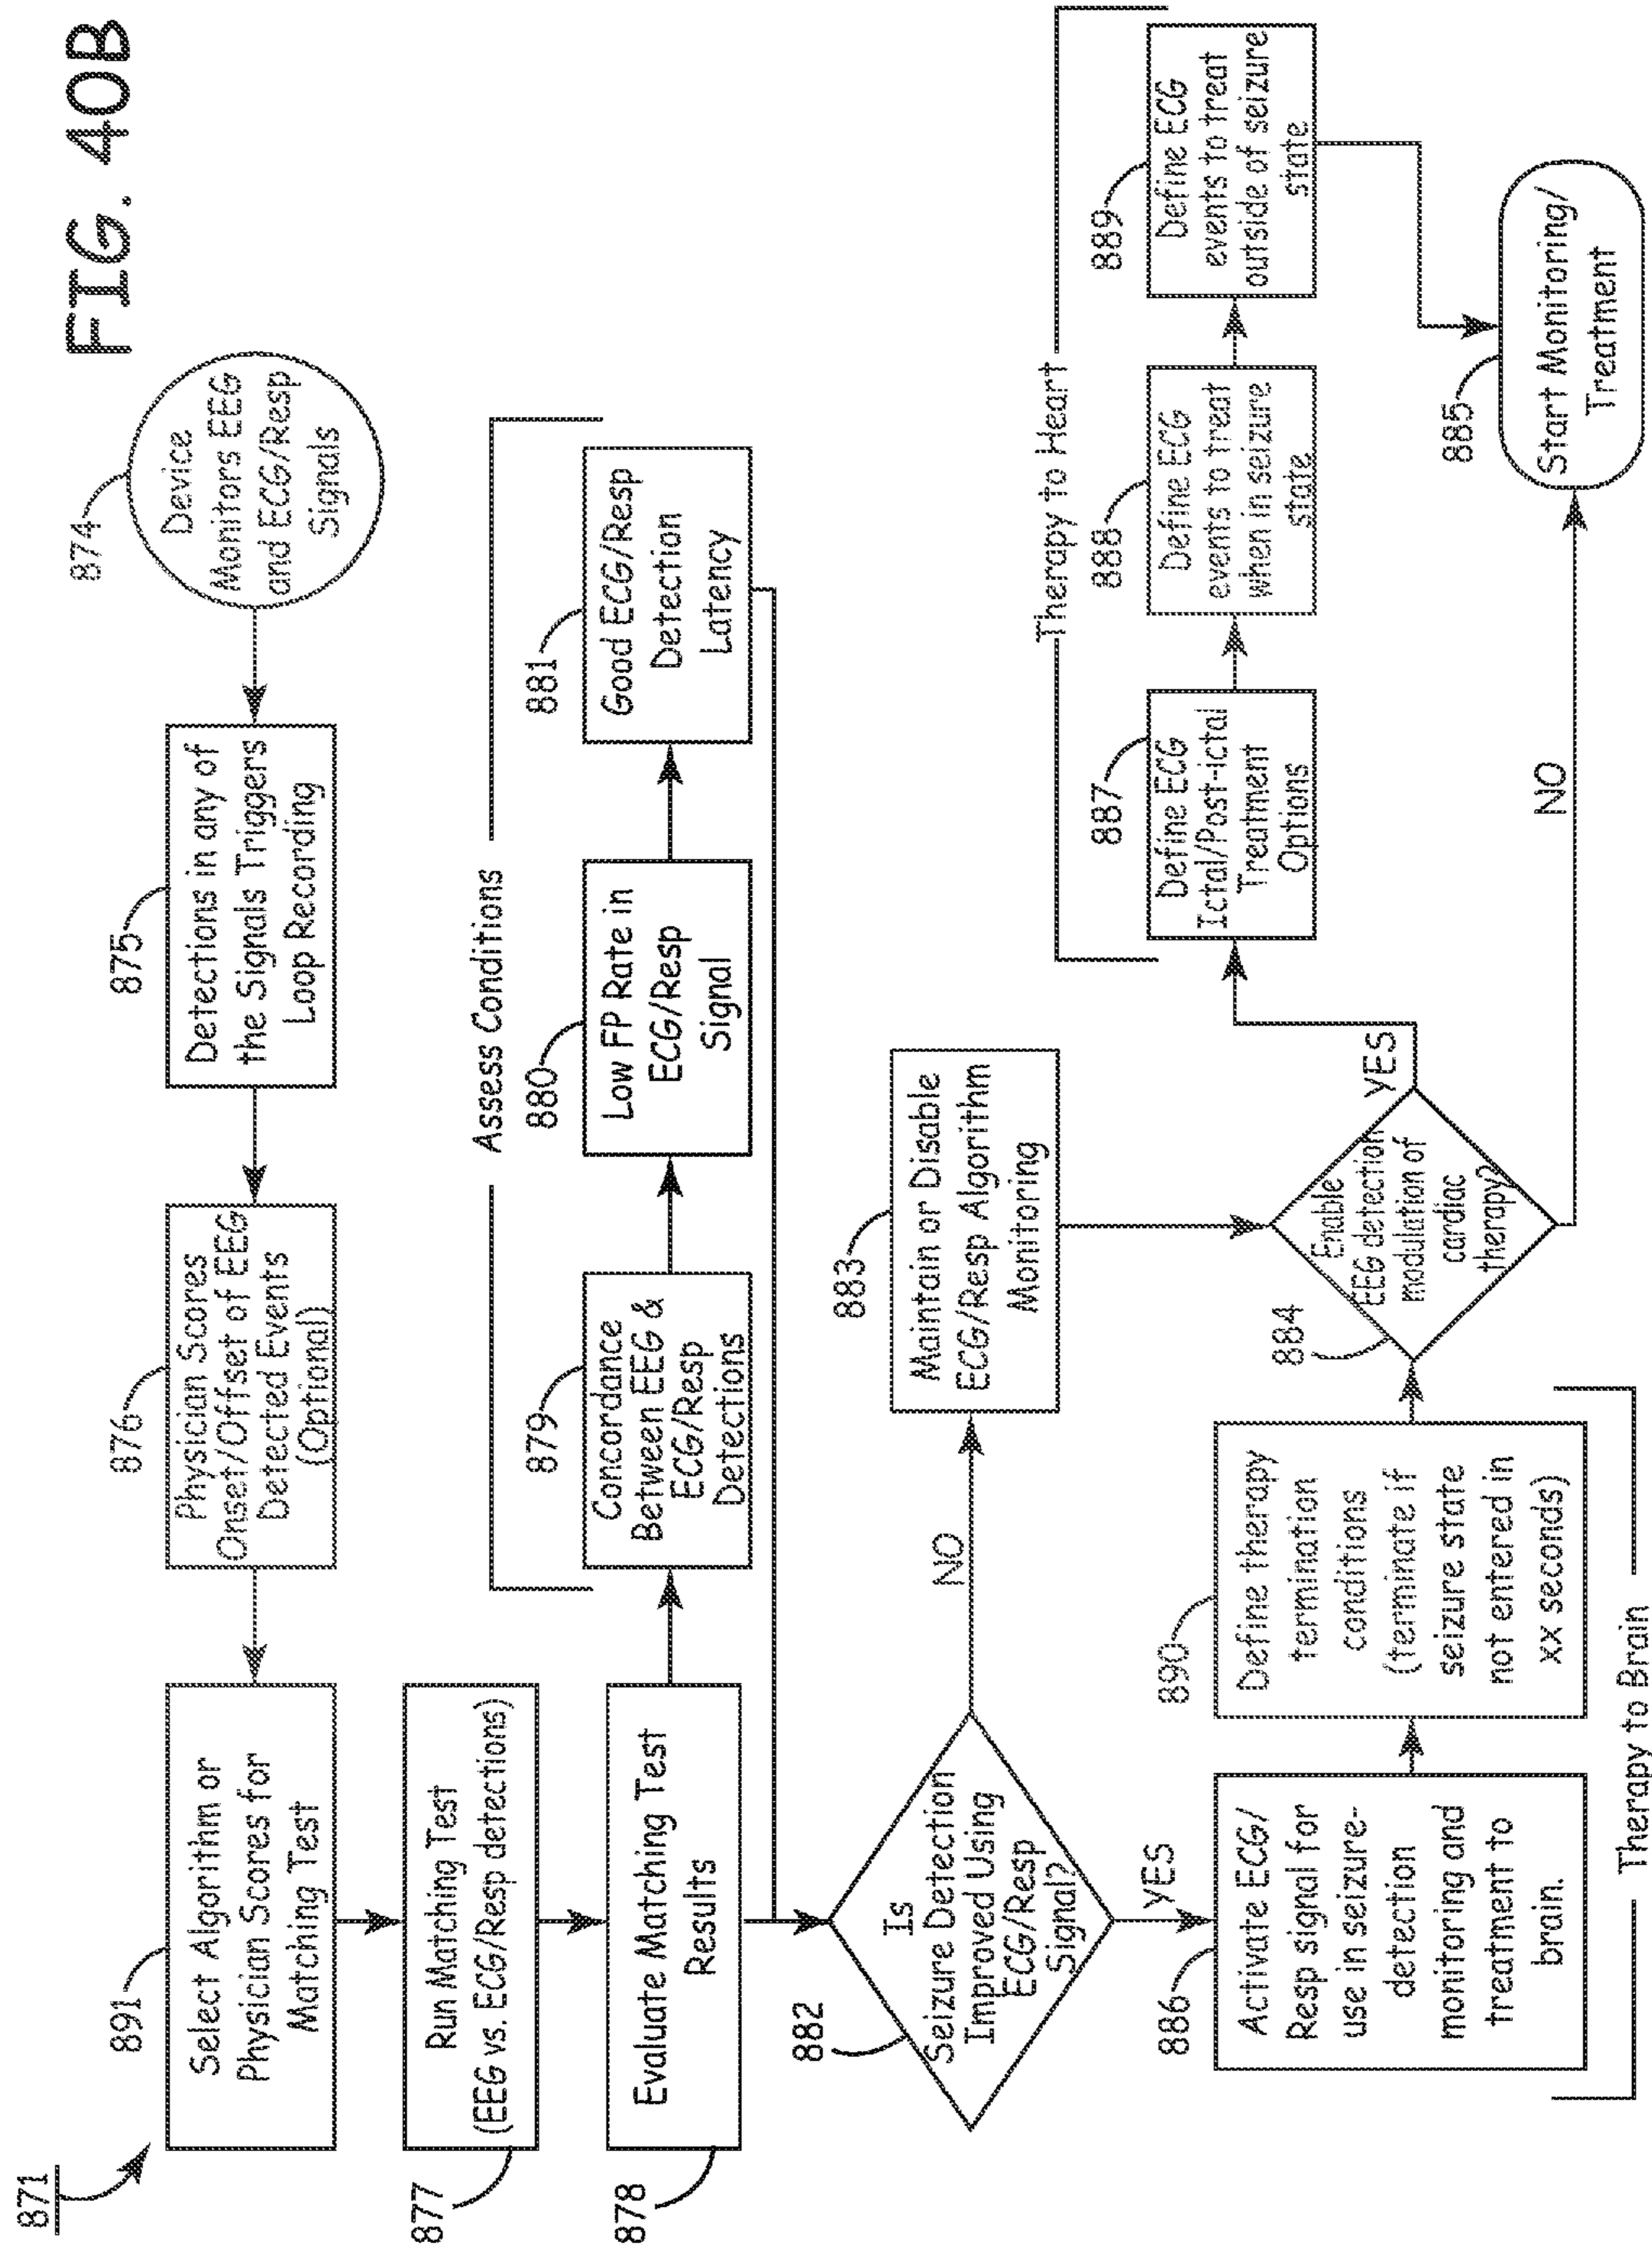 FIG. 40B
871
874
Device
Monitors EEG
and ECG/Resp
Signals
875
Detections in any of
the Signals Triggers
Loop Recording
876
Physician Scores
Onset/Offset of EEG
Detected Events
(Optional)
891
Select Algorithm or
Physician Scores for
Matching Test
877
Run Matching Test
(EEG vs. ECG/Resp detections)
878
Evaluate Matching Test
Results
Assess Conditions
879
Concordance
Between EEG &
ECG/Resp
Detections
880
Low FP Rate in
ECG/Resp
Signal
881
Good ECG/Resp
Detection
Latency
882
Is
Seizure Detection
Improved Using
ECG/Resp
Signal?
NO
883
Maintain or Disable
ECG/Resp Algorithm
Monitoring
YES
886
Activate ECG/
Resp signal for
use in seizure-
detection
monitoring and
treatment to
brain.
890
Define therapy
termination
conditions
(terminate if
seizure state
not entered in
xx seconds)
Therapy to Brain
884
Enable
EEG detection
modulation of
cardiac
therapy?
YES
NO
Therapy to Heart
887
Define ECG
Ictal/Post-ictal
Treatment
Options
888
Define ECG
events to treat
when in seizure
state
889
Define ECG
events to treat
outside of seizure
state
885
Start Monitoring/
Treatment